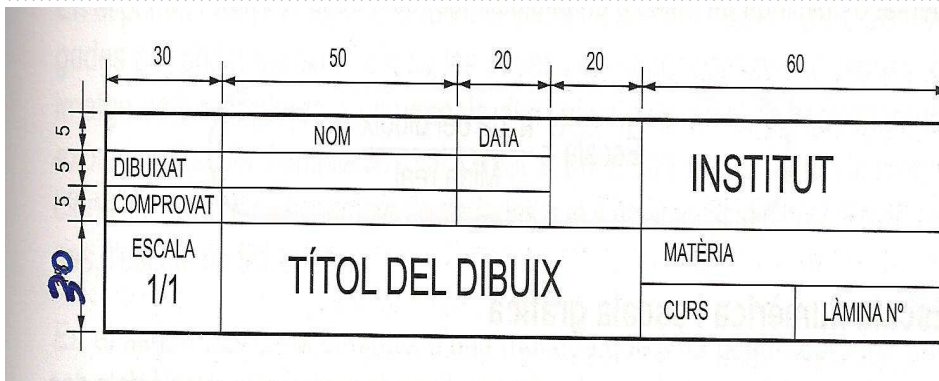 30 50 20 20 60
5 NOM DATA
5 DIBUIXAT INSTITUT
5 COMPROVAT
ESCALA MATÈRIA
1/1 TÍTOL DEL DIBUIX
CURS LÀMINA Nº